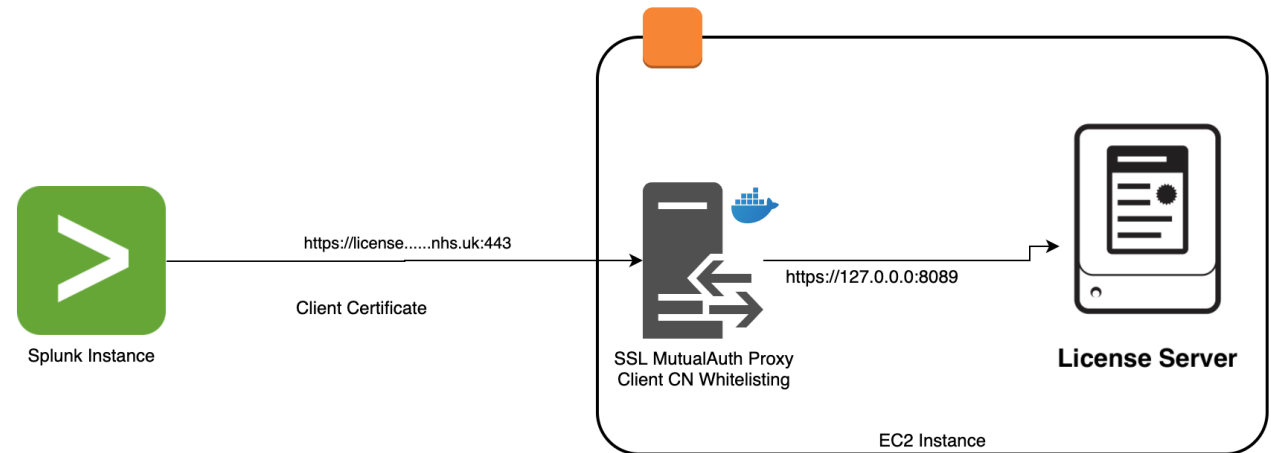 https://license......nhs.uk:443
Client Certificate
Splunk Instance
https://127.0.0.0:8089
SSL MutualAuth Proxy
Client CN Whitelisting
License Server
EC2 Instance